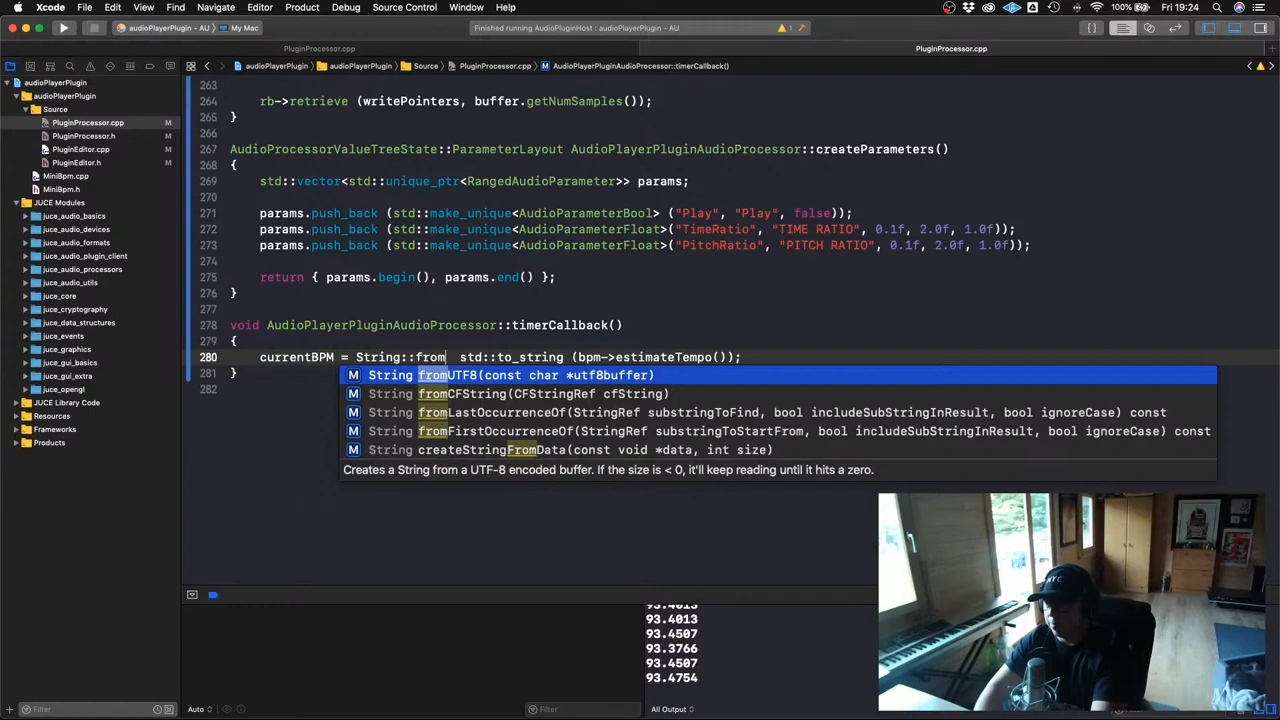 Xcode File Edit View Find Navigate Editor Product Debug Source Control Window Help 100% Fri 19:24
audioPlayerPlugin - AU My Mac Finished running AudioPluginHost : AU 1
PluginProcessor.cpp PluginProcessor.cpp
audioPlayerPlugin audioPlayerPlugin Source PluginProcessor.cpp M AudioPlayerPluginAudioProcessor::timerCallback()
audioPlayerPlugin
audioPlayerPlugin
Source
PluginProcessor.cpp M
PluginProcessor.h M
PluginEditor.cpp M
PluginEditor.h M
MiniBpm.cpp
MiniBpm.h
JUCE Modules
juce_audio_basics
juce_audio_devices
juce_audio_formats
juce_audio_plugin_client
juce_audio_processors
juce_audio_utils
juce_core
juce_cryptography
juce_data_structures
juce_events
juce_graphics
juce_gui_basics
juce_gui_extra
juce_opengl
JUCE Library Code
Resources
Frameworks
Products
263
264 rb->retrieve (writePointers, buffer.getNumSamples());
265 }
266
267 AudioProcessorValueTreeState::ParameterLayout AudioPlayerPluginAudioProcessor::createParameters()
268 {
269 std::vector<std::unique_ptr<RangedAudioParameter>> params;
270
271 params.push_back (std::make_unique<AudioParameterBool> ("Play", "Play", false));
272 params.push_back (std::make_unique<AudioParameterFloat>("TimeRatio", "TIME RATIO", 0.1f, 2.0f, 1.0f));
273 params.push_back (std::make_unique<AudioParameterFloat>("PitchRatio", "PITCH RATIO", 0.1f, 2.0f, 1.0f));
274
275 return { params.begin(), params.end() };
276 }
277
278 void AudioPlayerPluginAudioProcessor::timerCallback()
279 {
280 currentBPM = String::from std::to_string (bpm->estimateTempo());
281 }
282
M String fromUTF8(const char *utf8buffer)
M String fromCFString(CFStringRef cfString)
M String fromLastOccurrenceOf(StringRef substringToFind, bool includeSubStringInResult, bool ignoreCase) const
M String fromFirstOccurrenceOf(StringRef substringToStartFrom, bool includeSubStringInResult, bool ignoreCase) const
M String createStringFromData(const void *data, int size)
Creates a String from a UTF-8 encoded buffer. If the size is < 0, it'll keep reading until it hits a zero.
93.4013
93.4013
93.4507
93.3766
93.4507
93.4754
Filter Auto Filter All Output
NYC